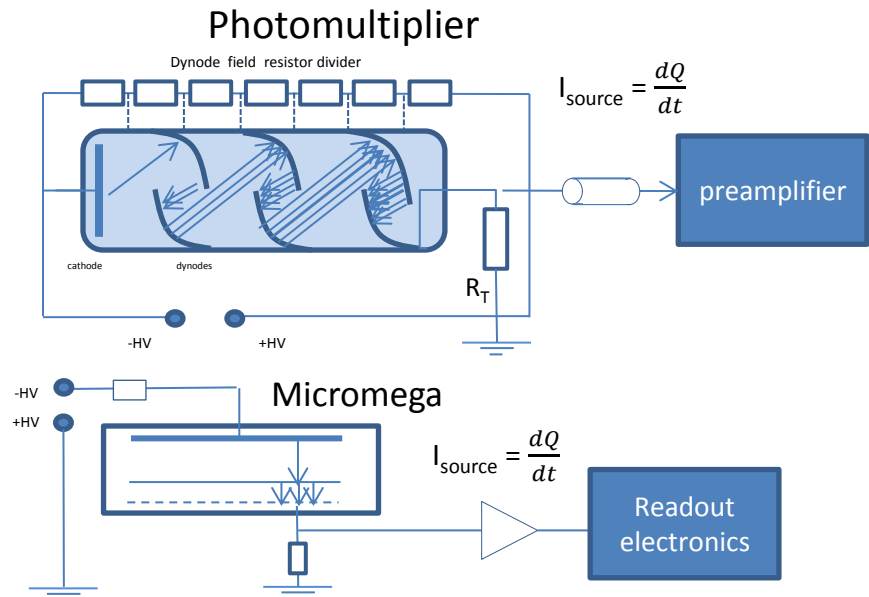 Photomultiplier
Dynode field resistor divider
I_source = dQ/dt
preamplifier
cathode
dynodes
R_T
-HV
+HV
-HV
Micromega
+HV
I_source = dQ/dt
Readout
electronics